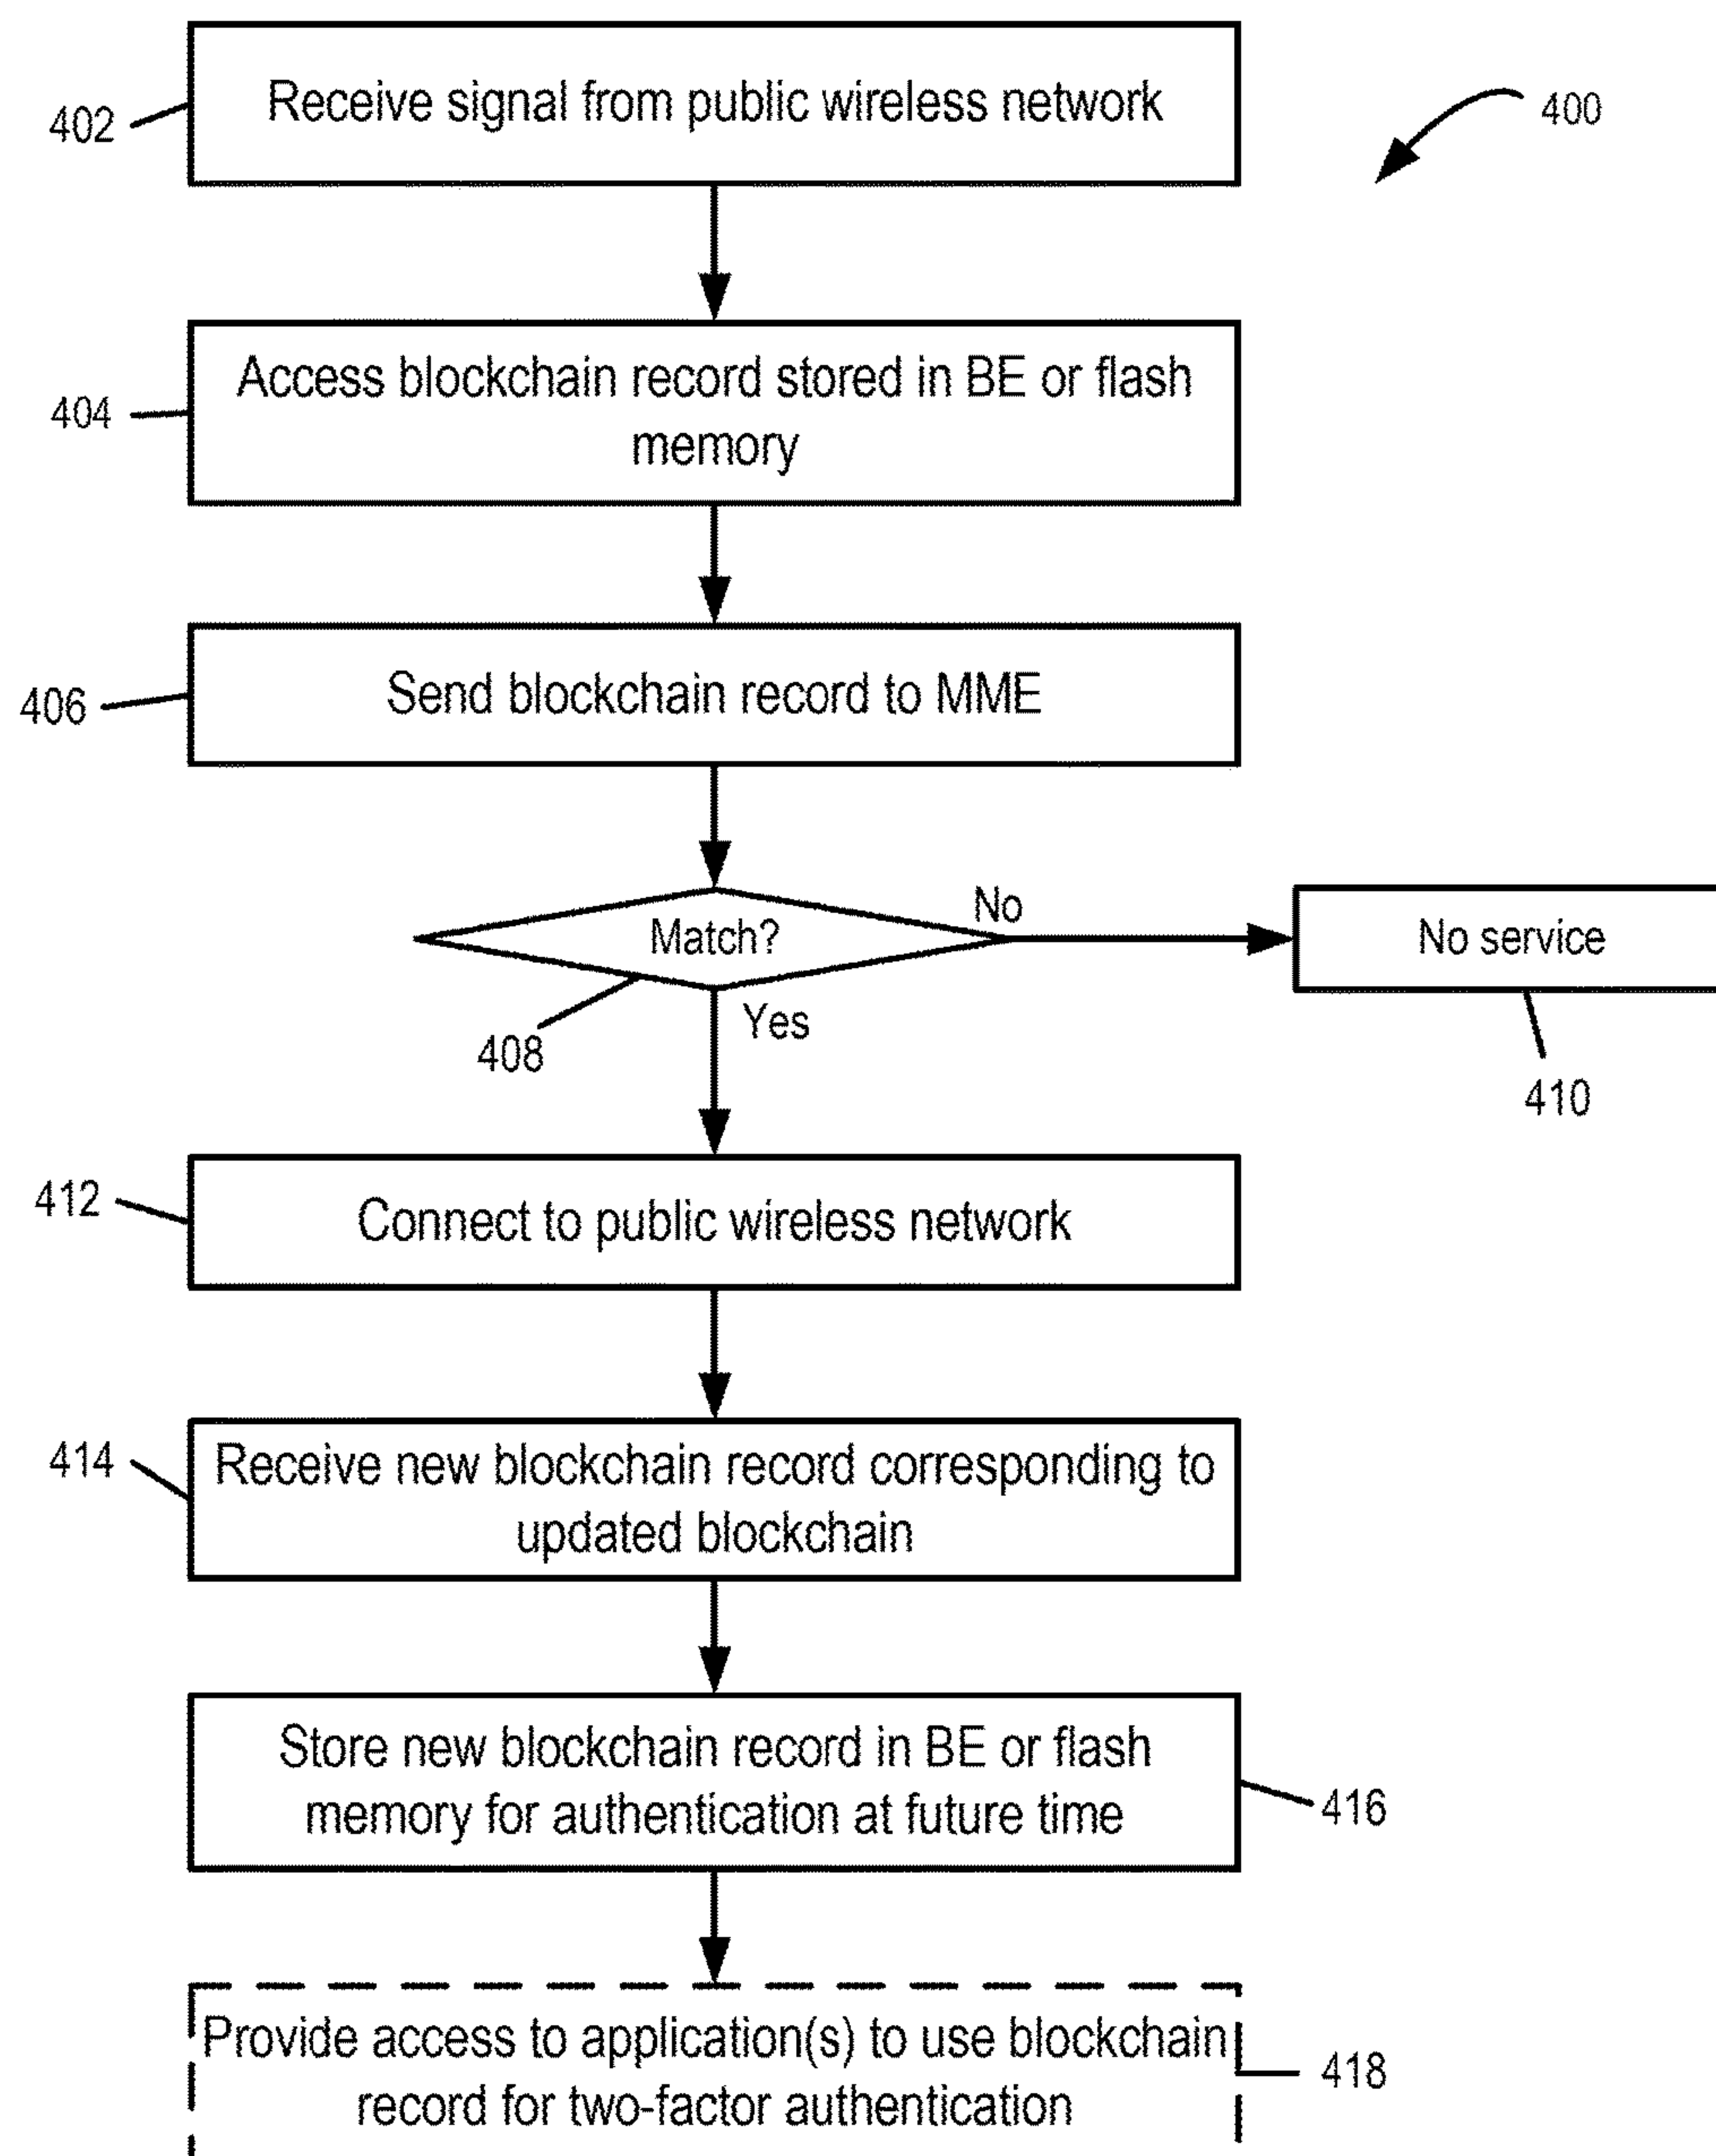 Receive signal from public wireless network
402
400
Access blockchain record stored in BE or flash
memory
404
Send blockchain record to MME
406
Match?
No
No service
Yes
408
410
412
Connect to public wireless network
414
Receive new blockchain record corresponding to
updated blockchain
Store new blockchain record in BE or flash
memory for authentication at future time
416
Provide access to application(s) to use blockchain
record for two-factor authentication
418